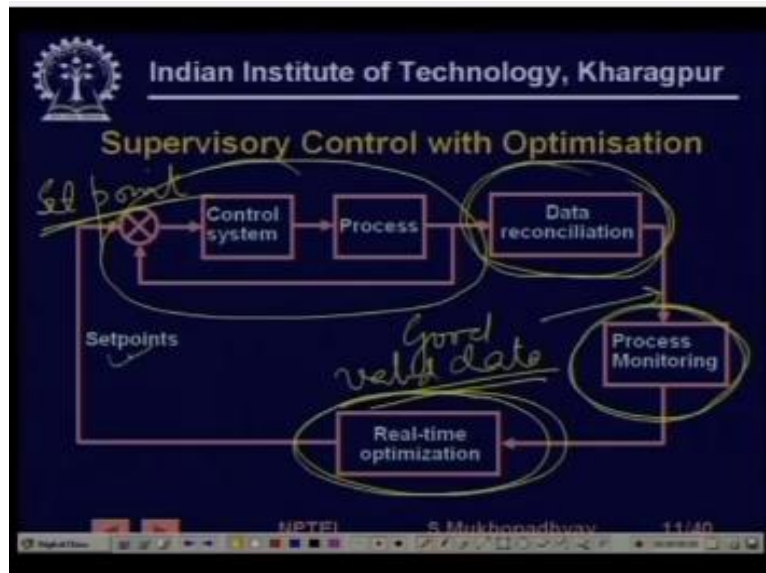 Indian Institute of Technology, Kharagpur
Supervisory Control with Optimisation
Set point
Control
system
Process
Data
reconciliation
Setpoints
Good
valid data
Process
Monitoring
Real-time
optimization
NPTEL S.Mukhopadhyay 11/40